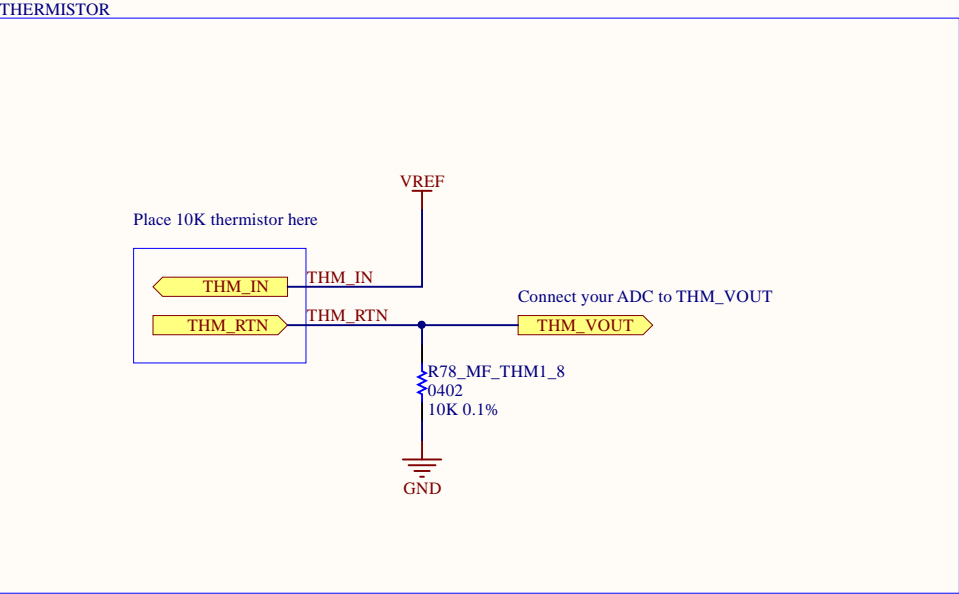 THERMISTOR
VREF
Place 10K thermistor here
THM_IN
THM_IN
Connect your ADC to THM_VOUT
THM_RTN
THM_RTN
THM_VOUT
R78_MF_THM1_8
0402
10K 0.1%
GND